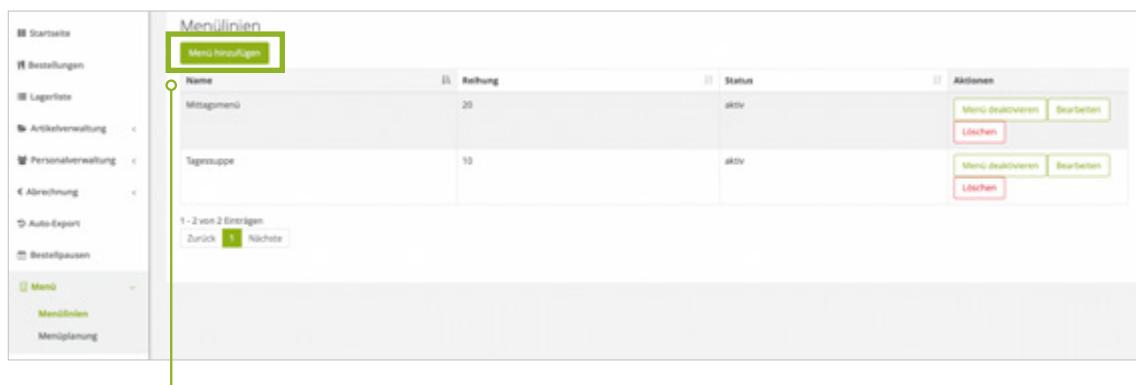 Startseite
Bestellungen
Lagerliste
Artikelverwaltung
Personalverwaltung
€ Abrechnung
Auto-Export
Bestellpausen
Menü
Menülinien
Menüplanung
Menülinien
Menü hinzufügen
Name Reihung Status Aktionen
Mittagsmenü 20 aktiv Menü deaktivieren Bearbeiten
Löschen
Tagessuppe 10 aktiv Menü deaktivieren Bearbeiten
Löschen
1 - 2 von 2 Einträgen
Zurück 1 Nächste